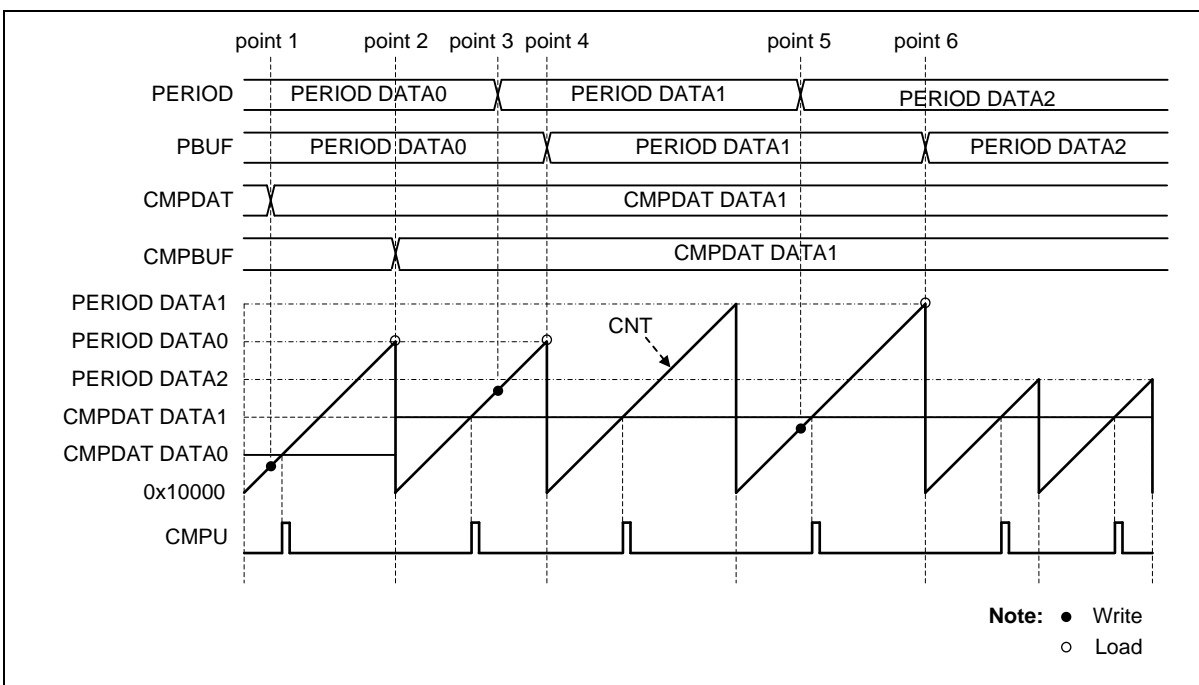 point 1 point 2 point 3 point 4 point 5 point 6
PERIOD PERIOD DATA0 PERIOD DATA1 PERIOD DATA2
PBUF PERIOD DATA0 PERIOD DATA1 PERIOD DATA2
CMPDAT CMPDAT DATA1
CMPBUF CMPDAT DATA1
PERIOD DATA1
PERIOD DATA0
CNT
PERIOD DATA2
CMPDAT DATA1
CMPDAT DATA0
0x10000
CMPU
Note: Write
Load